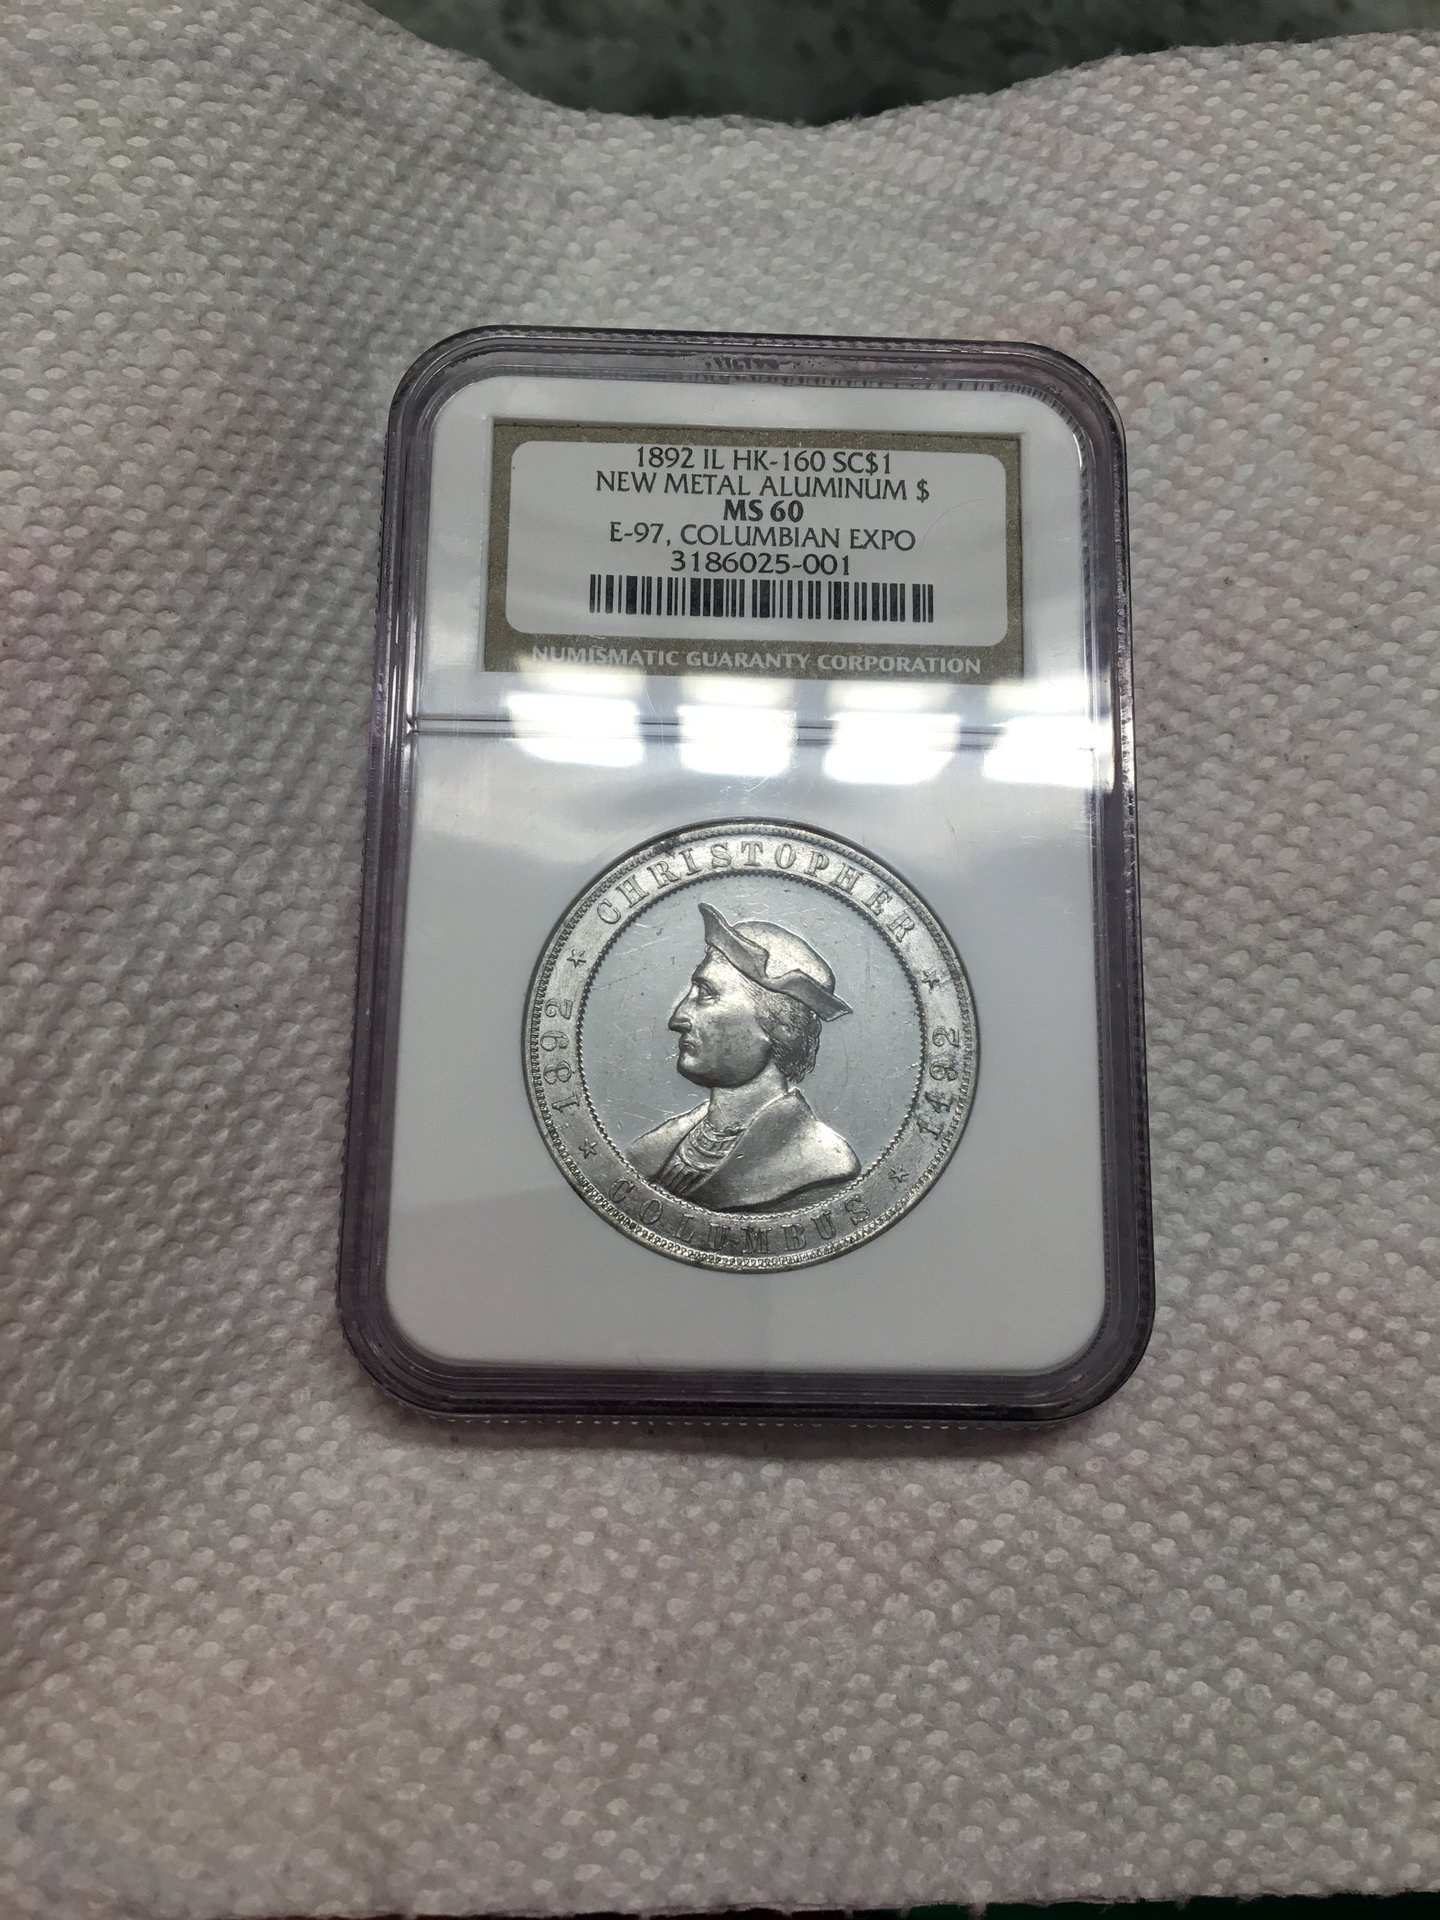 1892 IL HK-160 SC$1
NEW METAL ALUMINUM $
MS 60
E-97, COLUMBIAN EXPO
3186025-001
NUMISMATIC GUARANTY CORPORATION
CHRISTOPHER
1892
1492
COLUMBUS